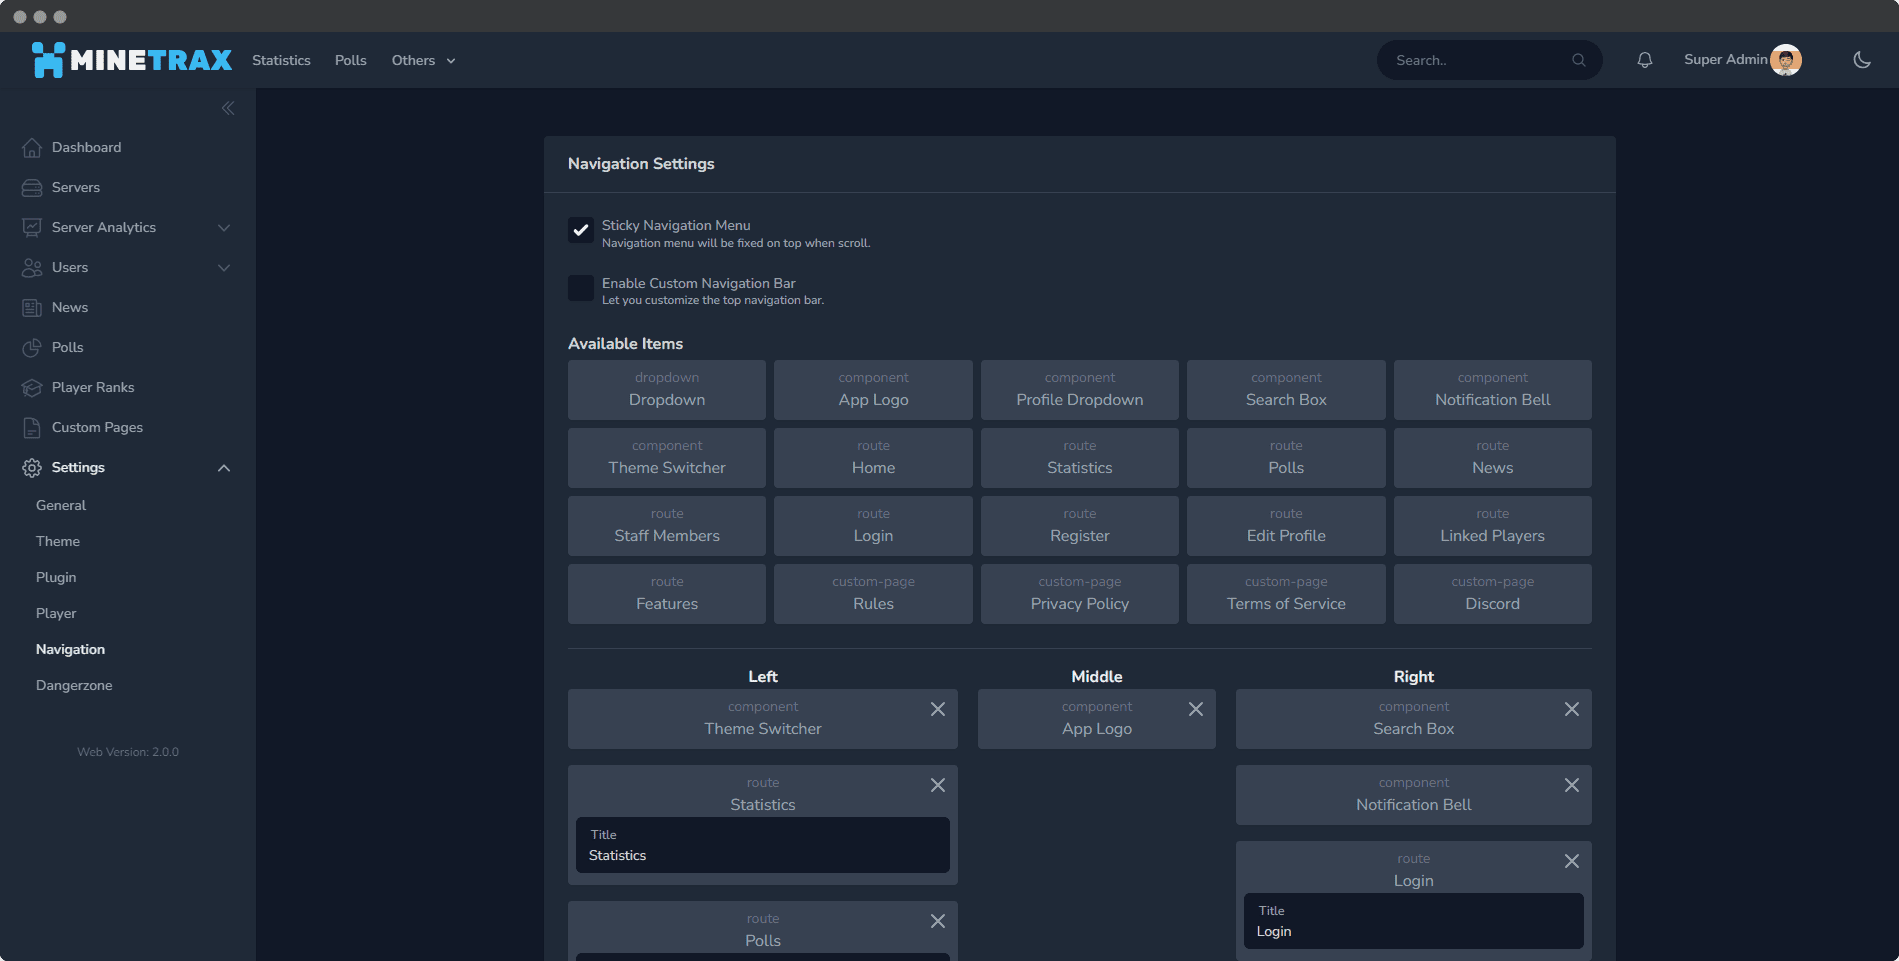 MINETRAX
Statistics
Polls
Others
Search..
Super Admin
Dashboard
Servers
Server Analytics
Users
News
Polls
Player Ranks
Custom Pages
Settings
General
Theme
Plugin
Player
Navigation
Dangerzone
Web Version: 2.0.0
Navigation Settings
Sticky Navigation Menu
Navigation menu will be fixed on top when scroll.
Enable Custom Navigation Bar
Let you customize the top navigation bar.
Available Items
dropdown
Dropdown
component
App Logo
component
Profile Dropdown
component
Search Box
component
Notification Bell
component
Theme Switcher
route
Home
route
Statistics
route
Polls
route
News
route
Staff Members
route
Login
route
Register
route
Edit Profile
route
Linked Players
route
Features
custom-page
Rules
custom-page
Privacy Policy
custom-page
Terms of Service
custom-page
Discord
Left
component
Theme Switcher
route
Statistics
Title
Statistics
route
Polls
Middle
component
App Logo
Right
component
Search Box
component
Notification Bell
route
Login
Title
Login